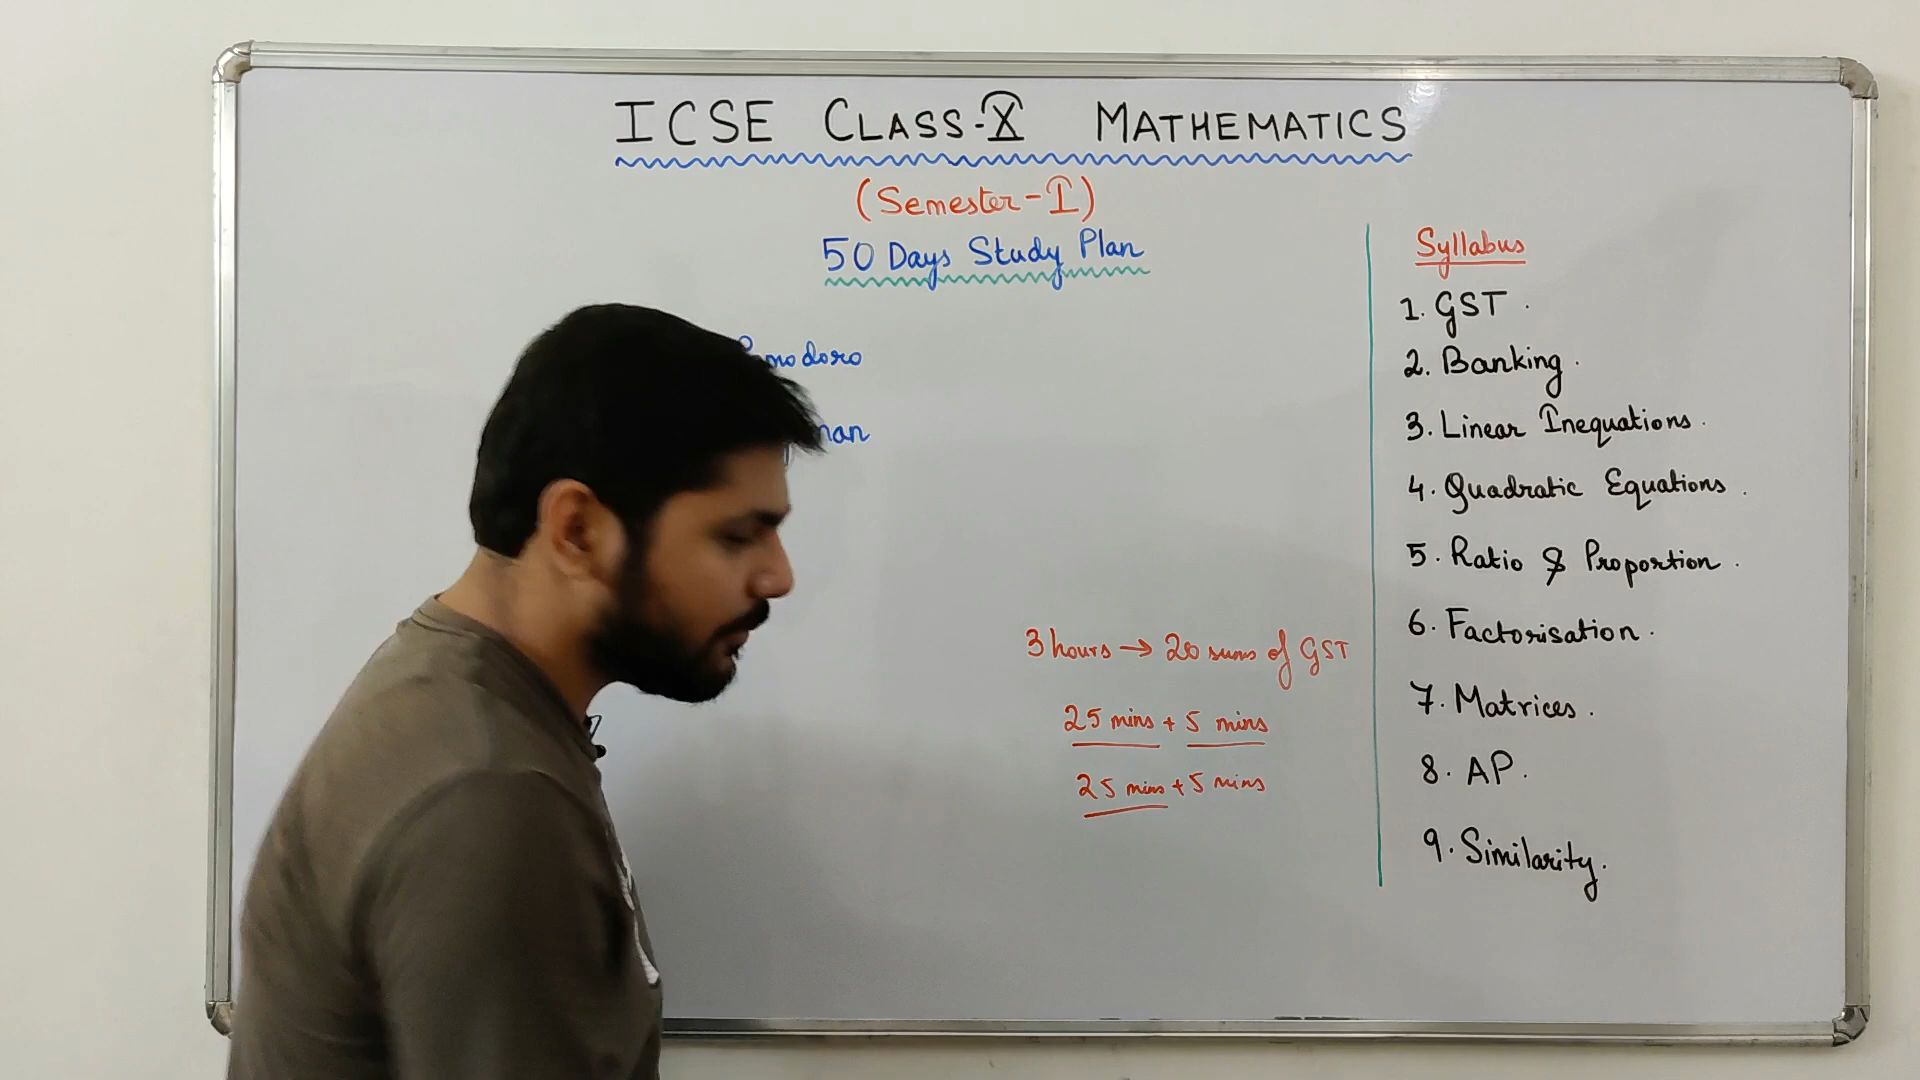 ICSE CLASS-X MATHEMATICS
(Semester-I)
50 Days Study Plan
3 hours → 20 sums of GST
25 mins + 5 mins
25 mins + 5 mins
Syllabus
1. GST .
2. Banking .
3. Linear Inequations .
4. Quadratic Equations .
5. Ratio & Proportion .
6. Factorisation .
7. Matrices .
8. AP.
9. Similarity.